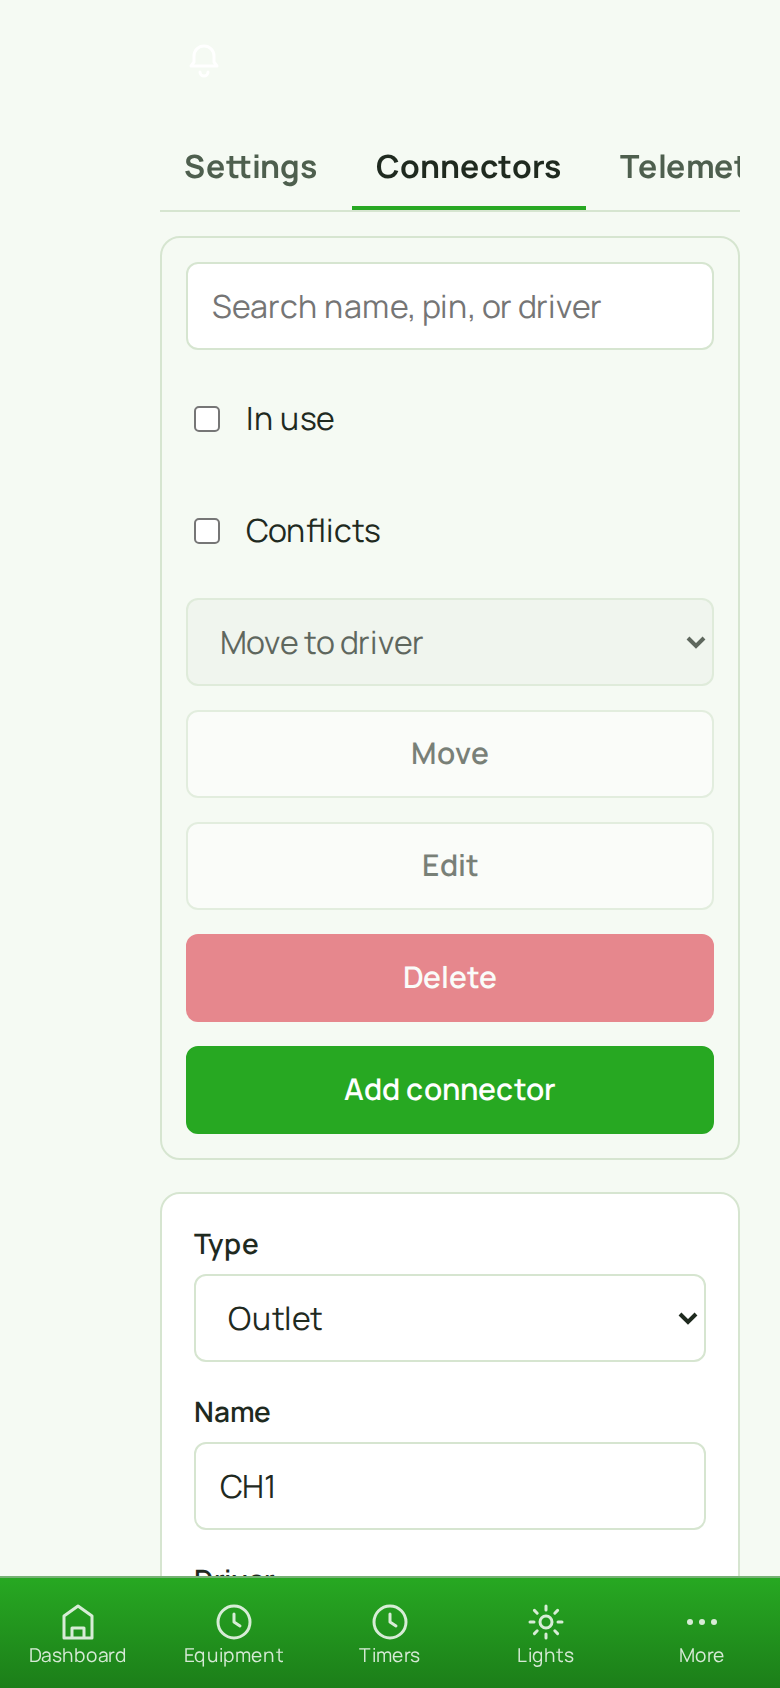 Settings Connectors Telemet
Search name, pin, or driver
In use
Conflicts
Move to driver
Move
Edit
Delete
Add connector
Type
Outlet
Name
CH1
Driver
Dashboard Equipment Timers Lights More